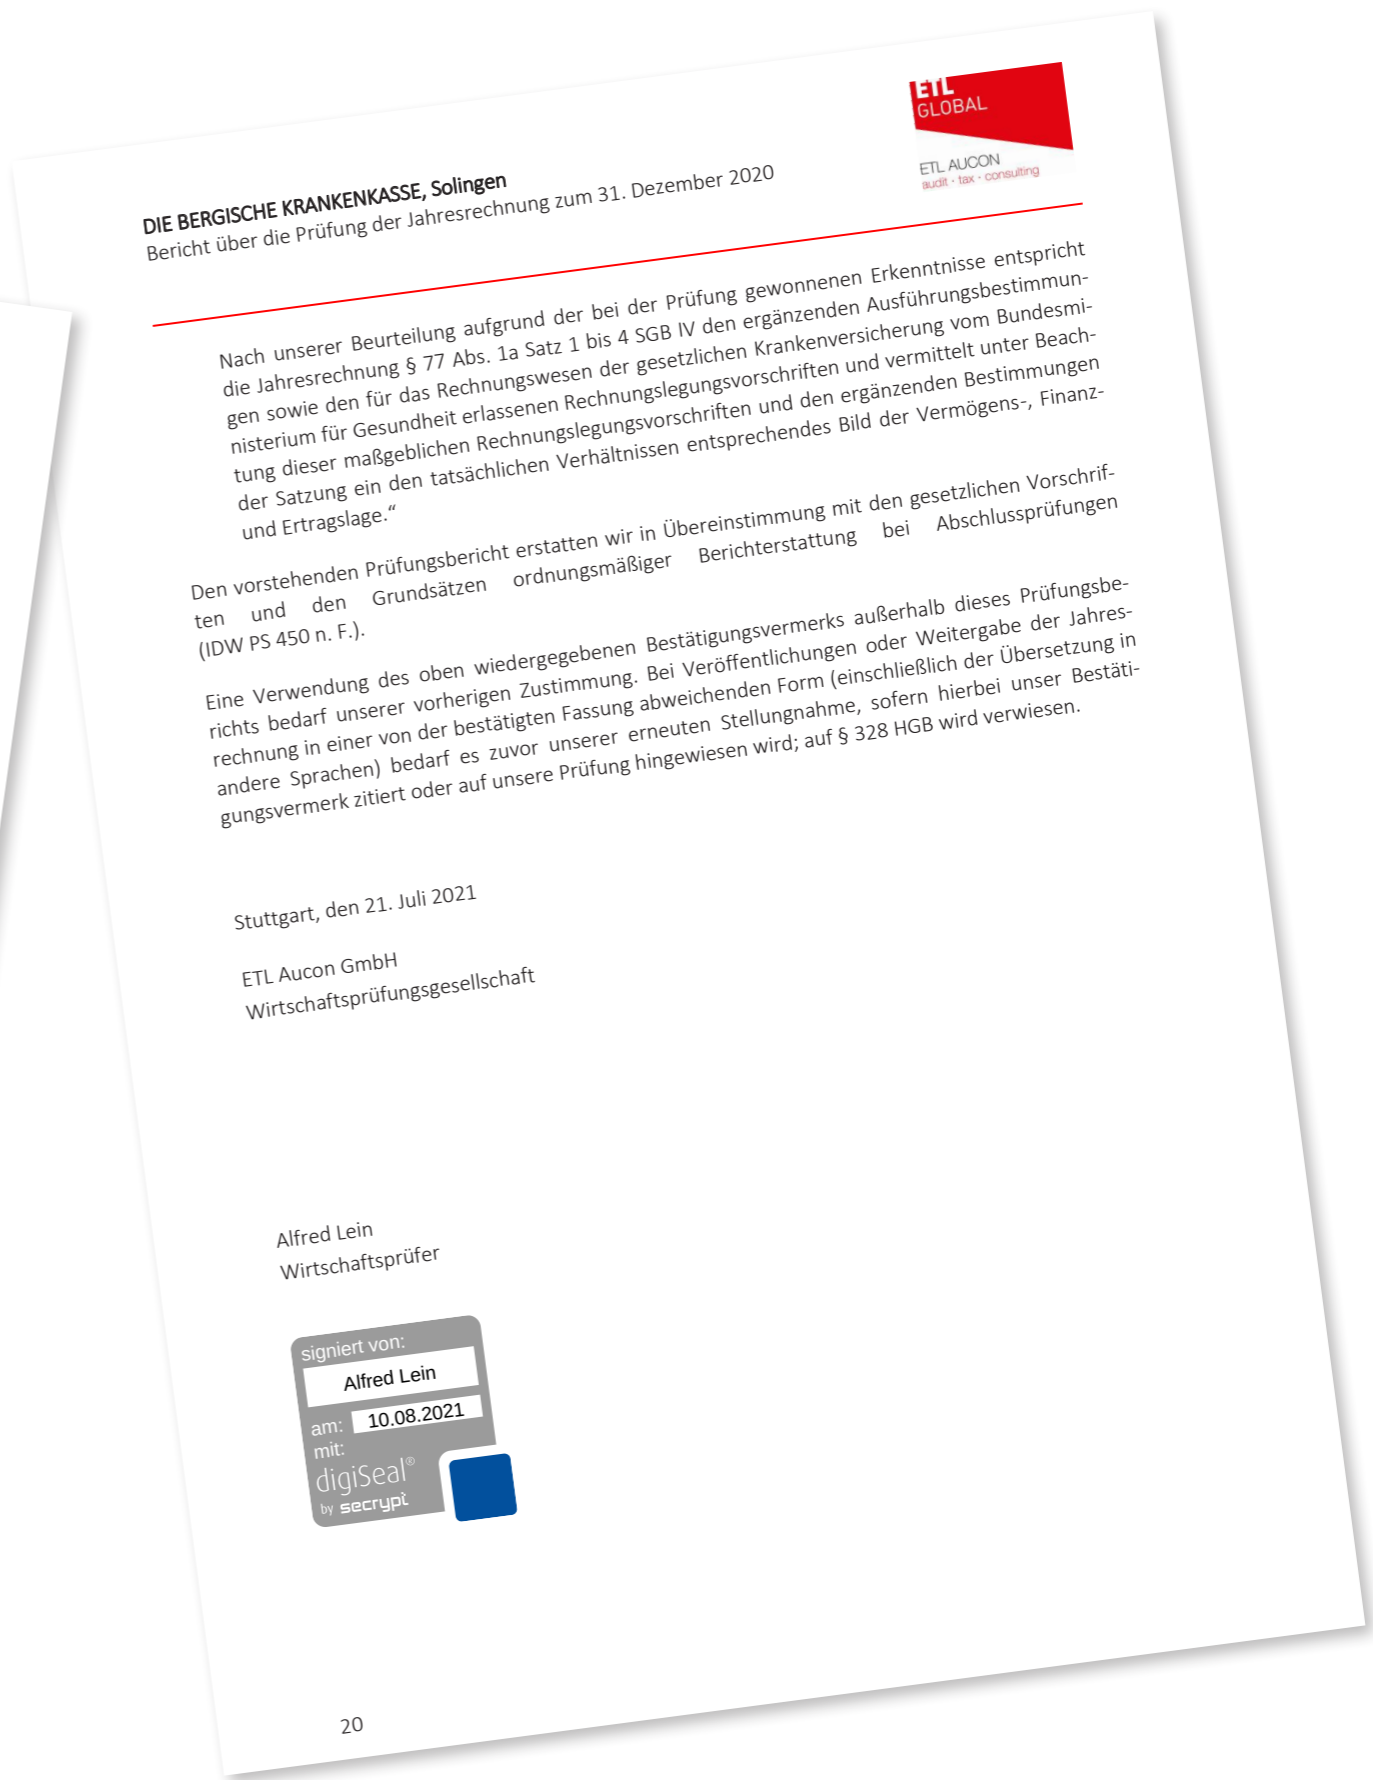 ETL
GLOBAL
ETL AUCON
audit · tax · consulting
DIE BERGISCHE KRANKENKASSE, Solingen
Bericht über die Prüfung der Jahresrechnung zum 31. Dezember 2020
Nach unserer Beurteilung aufgrund der bei der Prüfung gewonnenen Erkenntnisse entspricht
die Jahresrechnung § 77 Abs. 1a Satz 1 bis 4 SGB IV den ergänzenden Ausführungsbestimmun-
gen sowie den für das Rechnungswesen der gesetzlichen Krankenversicherung vom Bundesmi-
nisterium für Gesundheit erlassenen Rechnungslegungsvorschriften und vermittelt unter Beach-
tung dieser maßgeblichen Rechnungslegungsvorschriften und den ergänzenden Bestimmungen
der Satzung ein den tatsächlichen Verhältnissen entsprechendes Bild der Vermögens-, Finanz-
und Ertragslage.“
Den vorstehenden Prüfungsbericht erstatten wir in Übereinstimmung mit den gesetzlichen Vorschrif-
ten und den Grundsätzen ordnungsmäßiger Berichterstattung bei Abschlussprüfungen
(IDW PS 450 n. F.).
Eine Verwendung des oben wiedergegebenen Bestätigungsvermerks außerhalb dieses Prüfungsbe-
richts bedarf unserer vorherigen Zustimmung. Bei Veröffentlichungen oder Weitergabe der Jahres-
rechnung in einer von der bestätigten Fassung abweichenden Form (einschließlich der Übersetzung in
andere Sprachen) bedarf es zuvor unserer erneuten Stellungnahme, sofern hierbei unser Bestäti-
gungsvermerk zitiert oder auf unsere Prüfung hingewiesen wird; auf § 328 HGB wird verwiesen.
Stuttgart, den 21. Juli 2021
ETL Aucon GmbH
Wirtschaftsprüfungsgesellschaft
Alfred Lein
Wirtschaftsprüfer
signiert von:
Alfred Lein
am: 10.08.2021
mit:
digiSeal®
by secrypt
20